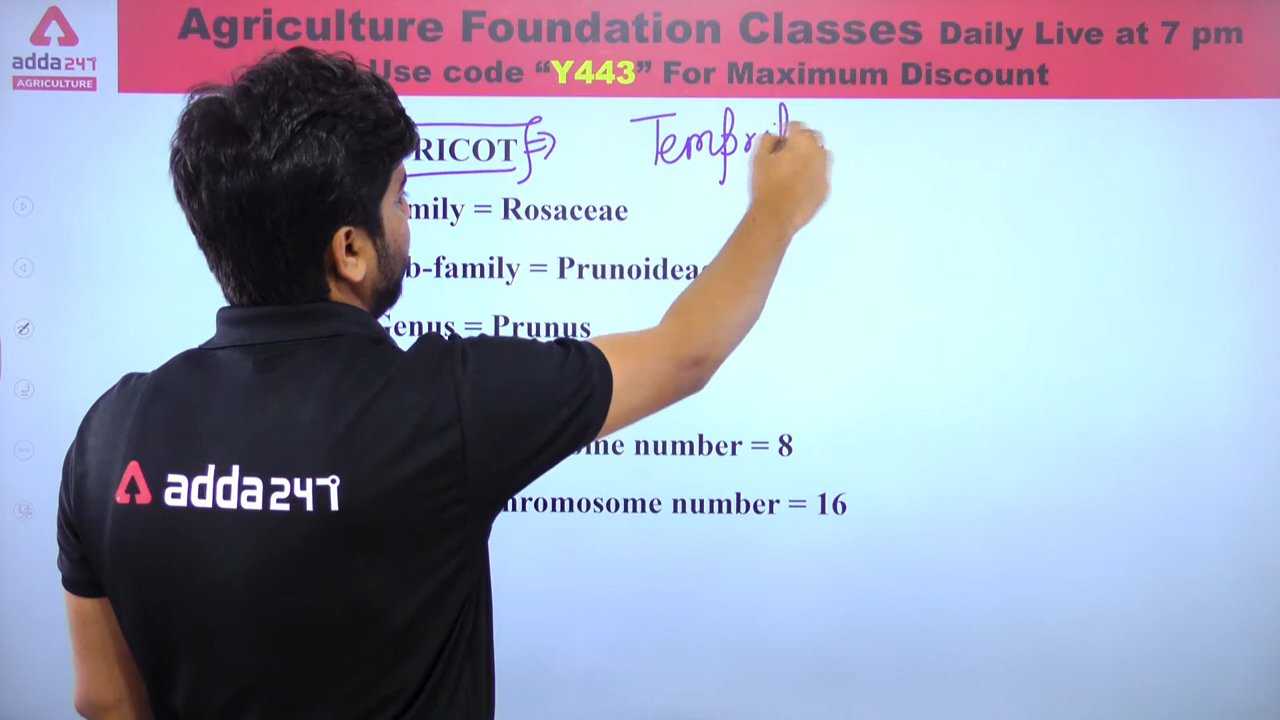 Agriculture Foundation Classes Daily Live at 7 pm
Use code "Y443" For Maximum Discount
adda247
AGRICULTURE
RICOT
mily = Rosaceae
b-family = Prunoidea
Genus = Prunus
me number = 8
hromosome number = 16
adda247